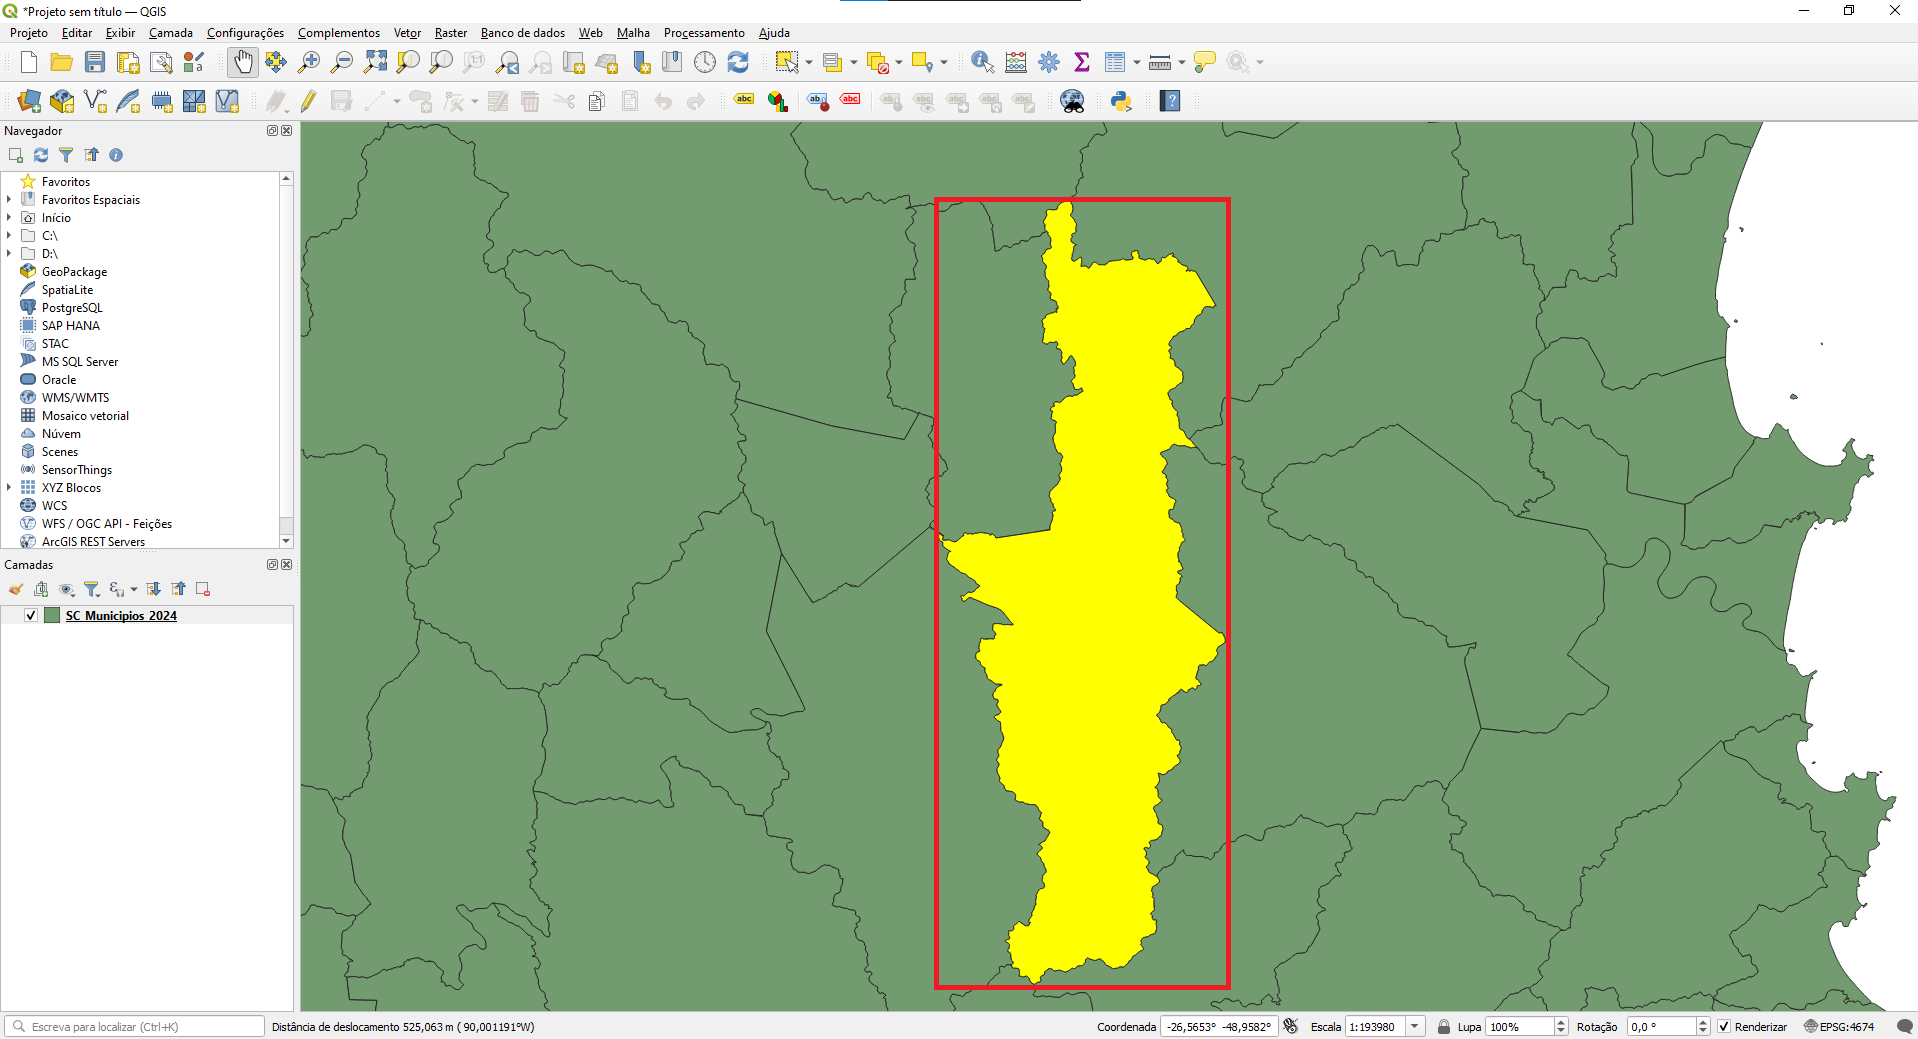 *Projeto sem título — QGIS
Projeto Editar Exibir Camada Configurações Complementos Vetor Raster Banco de dados Web Malha Processamento Ajuda
Navegador
Favoritos
Favoritos Espaciais
Início
C:\
D:\
GeoPackage
SpatiaLite
PostgreSQL
SAP HANA
STAC
MS SQL Server
Oracle
WMS/WMTS
Mosaico vetorial
Núvem
Scenes
SensorThings
XYZ Blocos
WCS
WFS / OGC API - Feições
ArcGIS REST Servers
Camadas
SC_Municipios_2024
Escreva para localizar (Ctrl+K) Distância de deslocamento 525,063 m ( 90,001191°W) Coordenada -26,5653° -48,9582° Escala 1:193980 Lupa 100% Rotação 0,0 ° Renderizar EPSG:4674